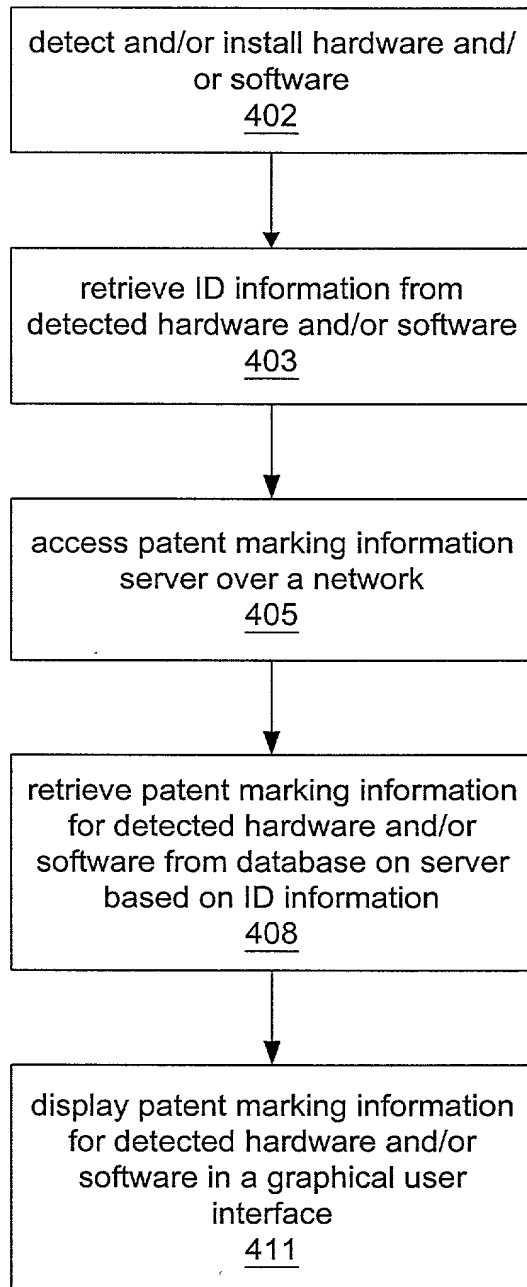 detect and/or install hardware and/
or software
402
retrieve ID information from
detected hardware and/or software
403
access patent marking information
server over a network
405
retrieve patent marking information
for detected hardware and/or
software from database on server
based on ID information
408
display patent marking information
for detected hardware and/or
software in a graphical user
interface
411